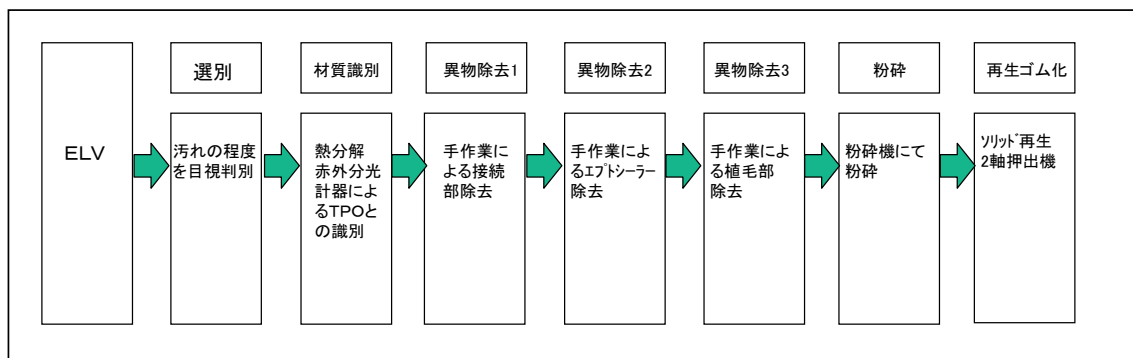 ELV
選別
汚れの程度
を目視判別
材質識別
熱分解
赤外分光
計器によ
るTPOと
の識別
異物除去1
手作業に
よる接続
部除去
異物除去2
手作業によ
るｴﾌﾟﾄｼｰﾗｰ
除去
異物除去3
手作業によ
る植毛部
除去
粉砕
粉砕機にて
粉砕
再生ゴム化
ｿﾘｯﾄﾞ再生
2軸押出機